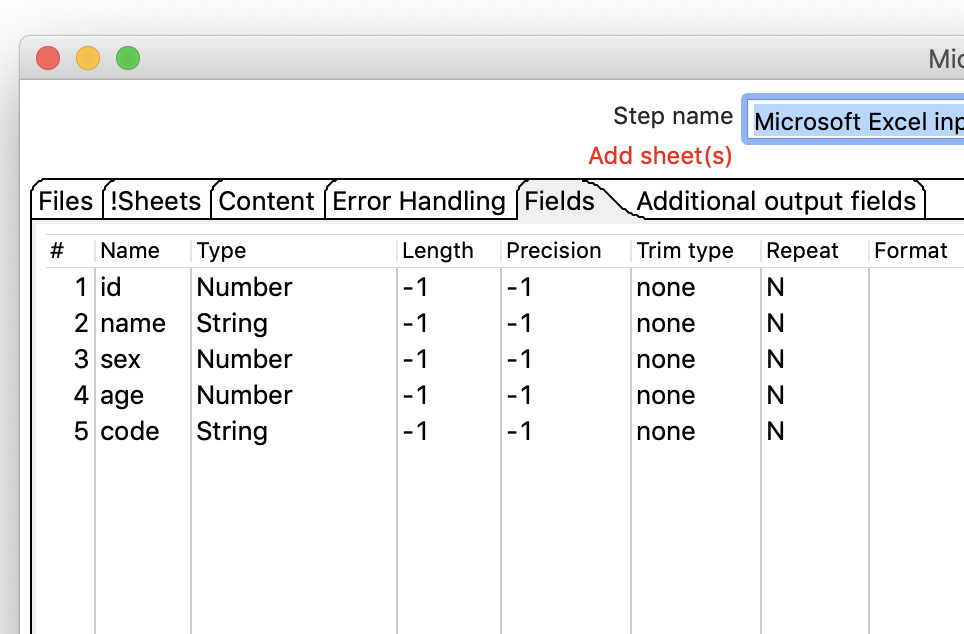 Step name Microsoft Excel
Add sheet(s)
Files !Sheets Content Error Handling Fields Additional output fields
# Name Type Length Precision Trim type Repeat Format
1 id Number -1 -1 none N
2 name String -1 -1 none N
3 sex Number -1 -1 none N
4 age Number -1 -1 none N
5 code String -1 -1 none N